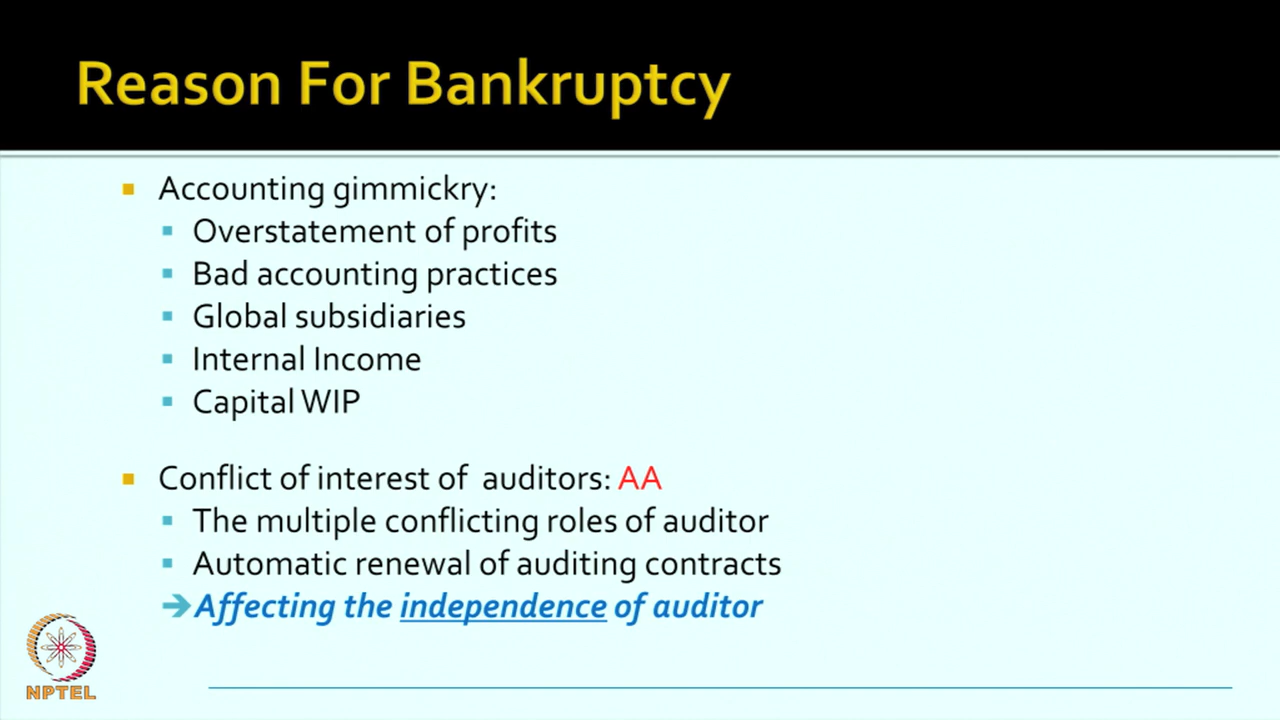 Reason For Bankruptcy
Accounting gimmickry:
Overstatement of profits
Bad accounting practices
Global subsidiaries
Internal Income
Capital WIP
Conflict of interest of auditors: AA
The multiple conflicting roles of auditor
Automatic renewal of auditing contracts
➔Affecting the independence of auditor
NPTEL